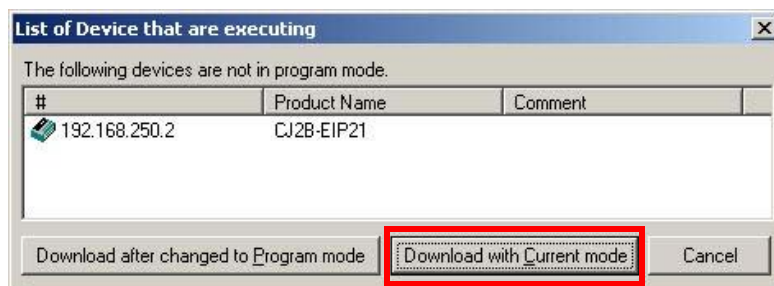 List of Device that are executing
The following devices are not in program mode.
# Product Name Comment
192.168.250.2 CJ2B-EIP21
Download after changed to Program mode Download with Current mode Cancel